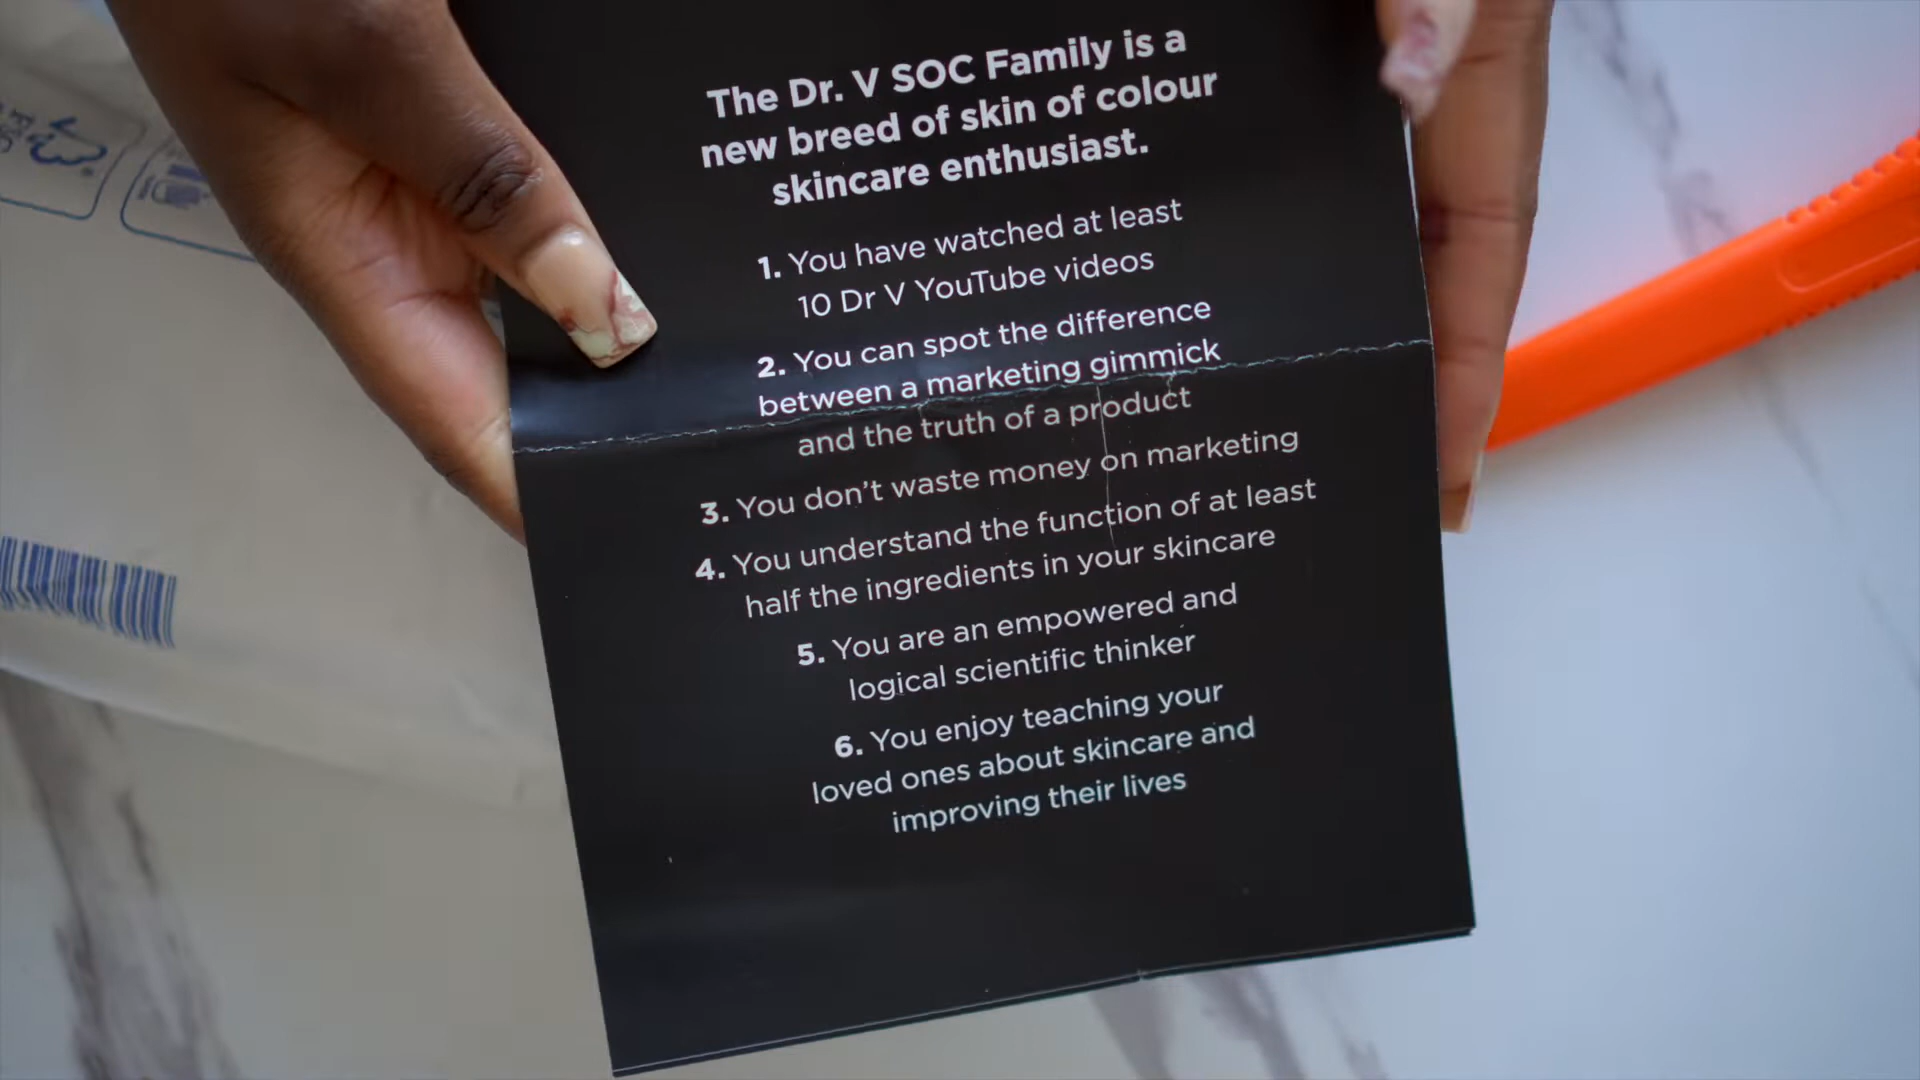 The Dr. V SOC Family is a
new breed of skin of colour
skincare enthusiast.
1. You have watched at least
10 Dr V YouTube videos
2. You can spot the difference
between a marketing gimmick
and the truth of a product
3. You don't waste money on marketing
4. You understand the function of at least
half the ingredients in your skincare
5. You are an empowered and
logical scientific thinker
6. You enjoy teaching your
loved ones about skincare and
improving their lives